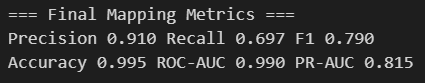 === Final Mapping Metrics ===
Precision 0.910 Recall 0.697 F1 0.790
Accuracy 0.995 ROC-AUC 0.990 PR-AUC 0.815